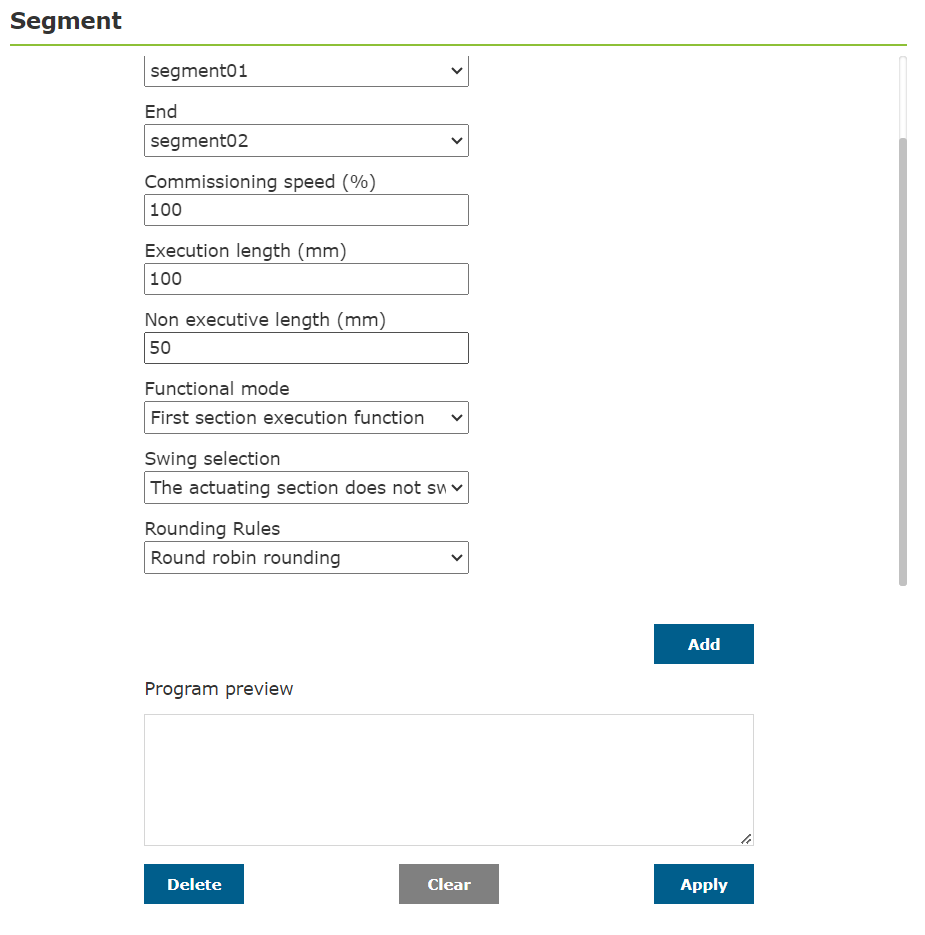 Segment
segment01
End
segment02
Commissioning speed (%)
100
Execution length (mm)
100
Non executive length (mm)
50
Functional mode
First section execution function
Swing selection
The actuating section does not sw
Rounding Rules
Round robin rounding
Add
Program preview
Delete
Clear
Apply